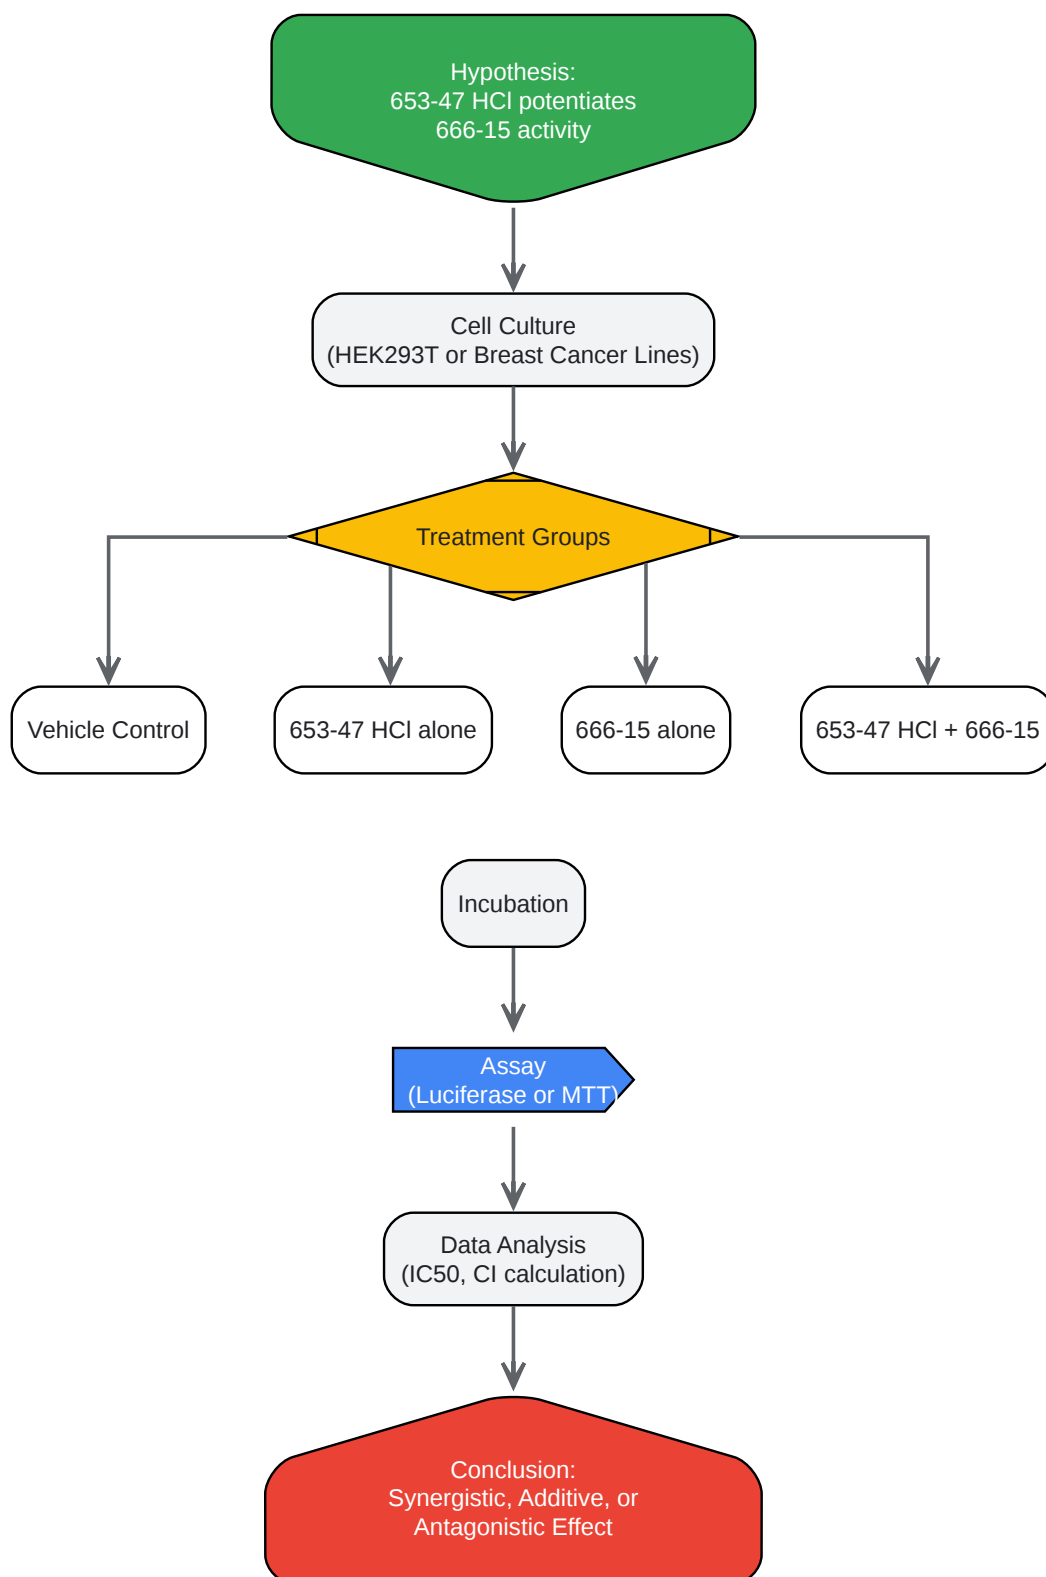 Hypothesis:
653-47 HCl potentiates
666-15 activity
Cell Culture
(HEK293T or Breast Cancer Lines)
Treatment Groups
Vehicle Control
653-47 HCl alone
666-15 alone
653-47 HCl + 666-15
Incubation
Assay
(Luciferase or MTT)
Data Analysis
(IC50, CI calculation)
Conclusion:
Synergistic, Additive, or
Antagonistic Effect